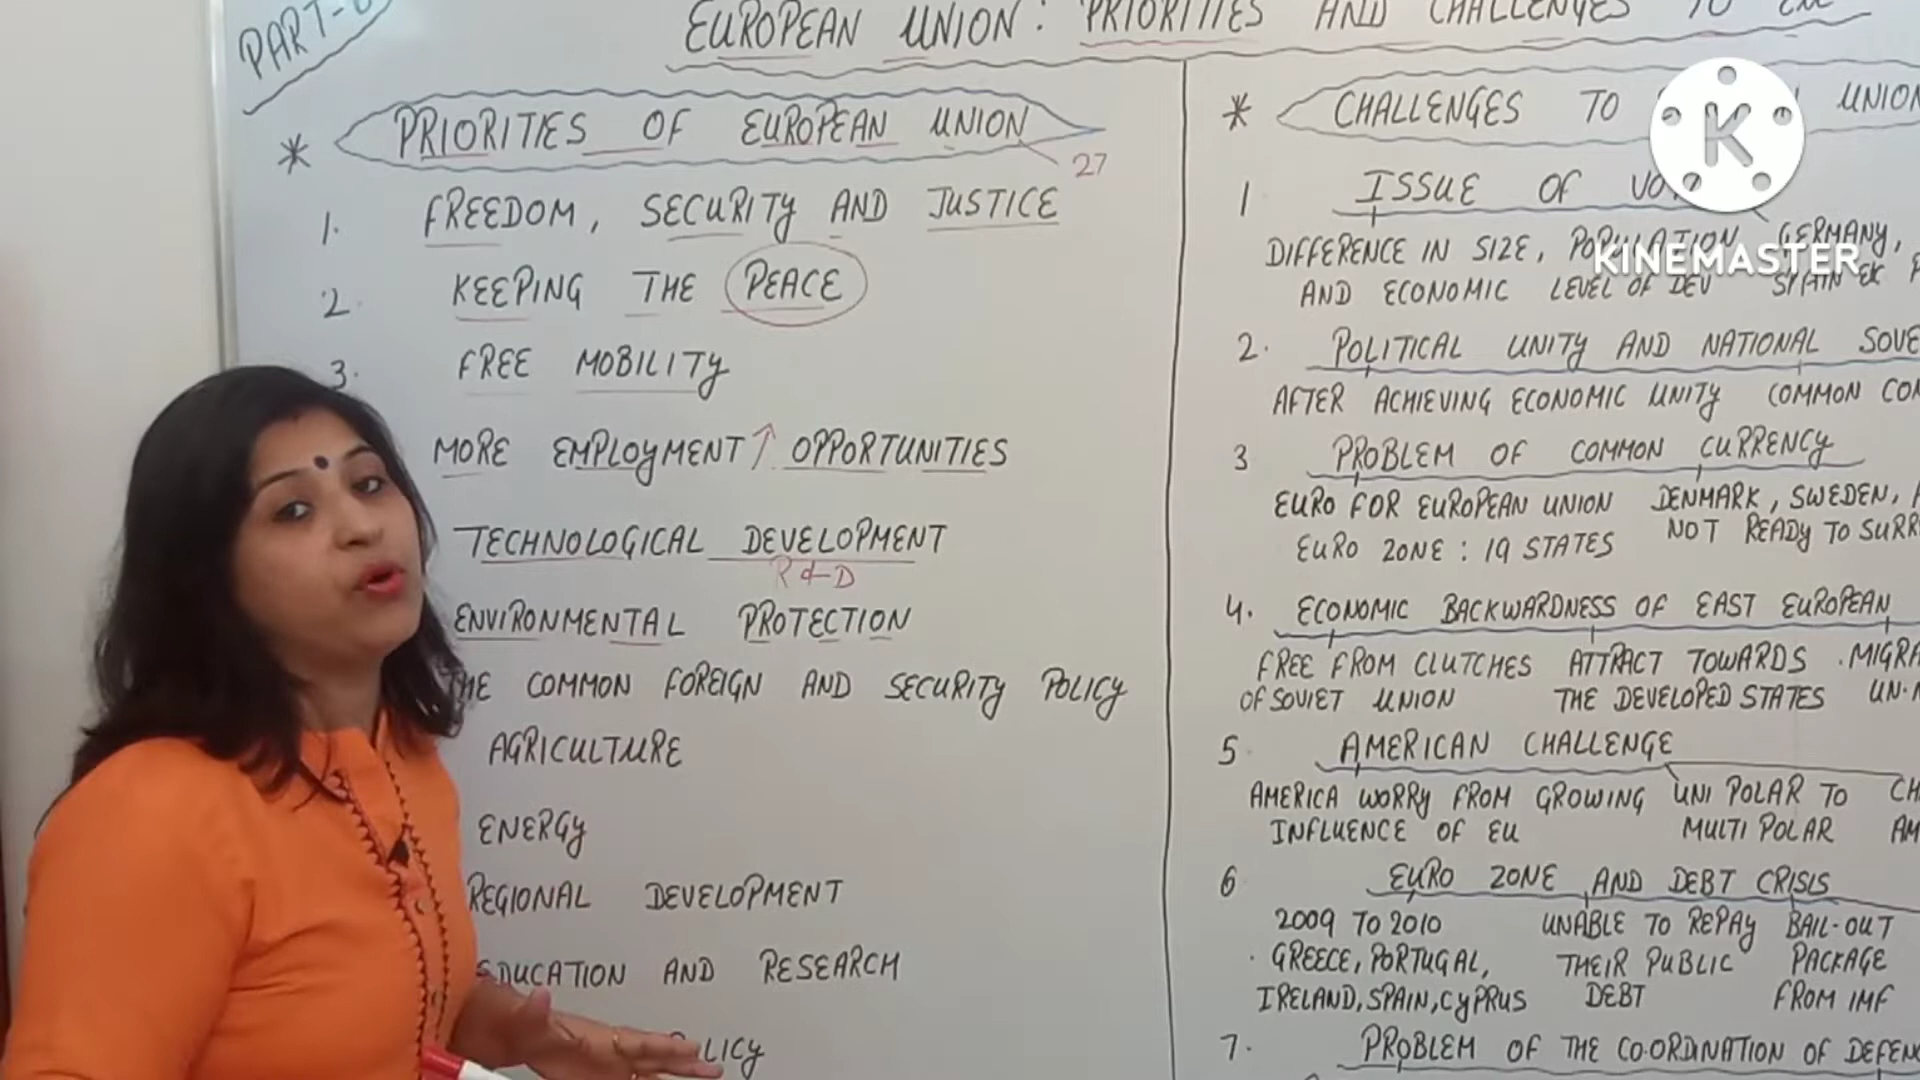 PART-
EUROPEAN UNION: PRIORITIES AND CHALLENGES TO
* PRIORITIES OF EUROPEAN UNION
27
1. FREEDOM, SECURITY AND JUSTICE
2. KEEPING THE PEACE
3. FREE MOBILITY
MORE EMPLOYMENT ↑ OPPORTUNITIES
TECHNOLOGICAL DEVELOPMENT
R & D
ENVIRONMENTAL PROTECTION
THE COMMON FOREIGN AND SECURITY POLICY
AGRICULTURE
ENERGY
REGIONAL DEVELOPMENT
EDUCATION AND RESEARCH
* CHALLENGES TO UNION
1 ISSUE OF
DIFFERENCE IN SIZE, POPULATION GERMANY,
AND ECONOMIC LEVEL OF DEV SPAIN
2. POLITICAL UNITY AND NATIONAL
AFTER ACHIEVING ECONOMIC UNITY COMMON
3 PROBLEM OF COMMON CURRENCY
EURO FOR EUROPEAN UNION DENMARK, SWEDEN,
EURO ZONE: 19 STATES NOT READY TO
4. ECONOMIC BACKWARDNESS OF EAST EUROPEAN
FREE FROM CLUTCHES ATTRACT TOWARDS
OF SOVIET UNION THE DEVELOPED STATES
5 AMERICAN CHALLENGE
AMERICA WORRY FROM GROWING UNI POLAR TO
INFLUENCE OF EU MULTI POLAR
6 EURO ZONE AND DEBT CRISIS
2009 TO 2010 UNABLE TO REPAY BAIL-OUT
GREECE, PORTUGAL, THEIR PUBLIC PACKAGE
IRELAND, SPAIN, CYPRUS DEBT FROM IMF
7. PROBLEM OF THE CO.ORDINATION OF
K
KINEMASTER